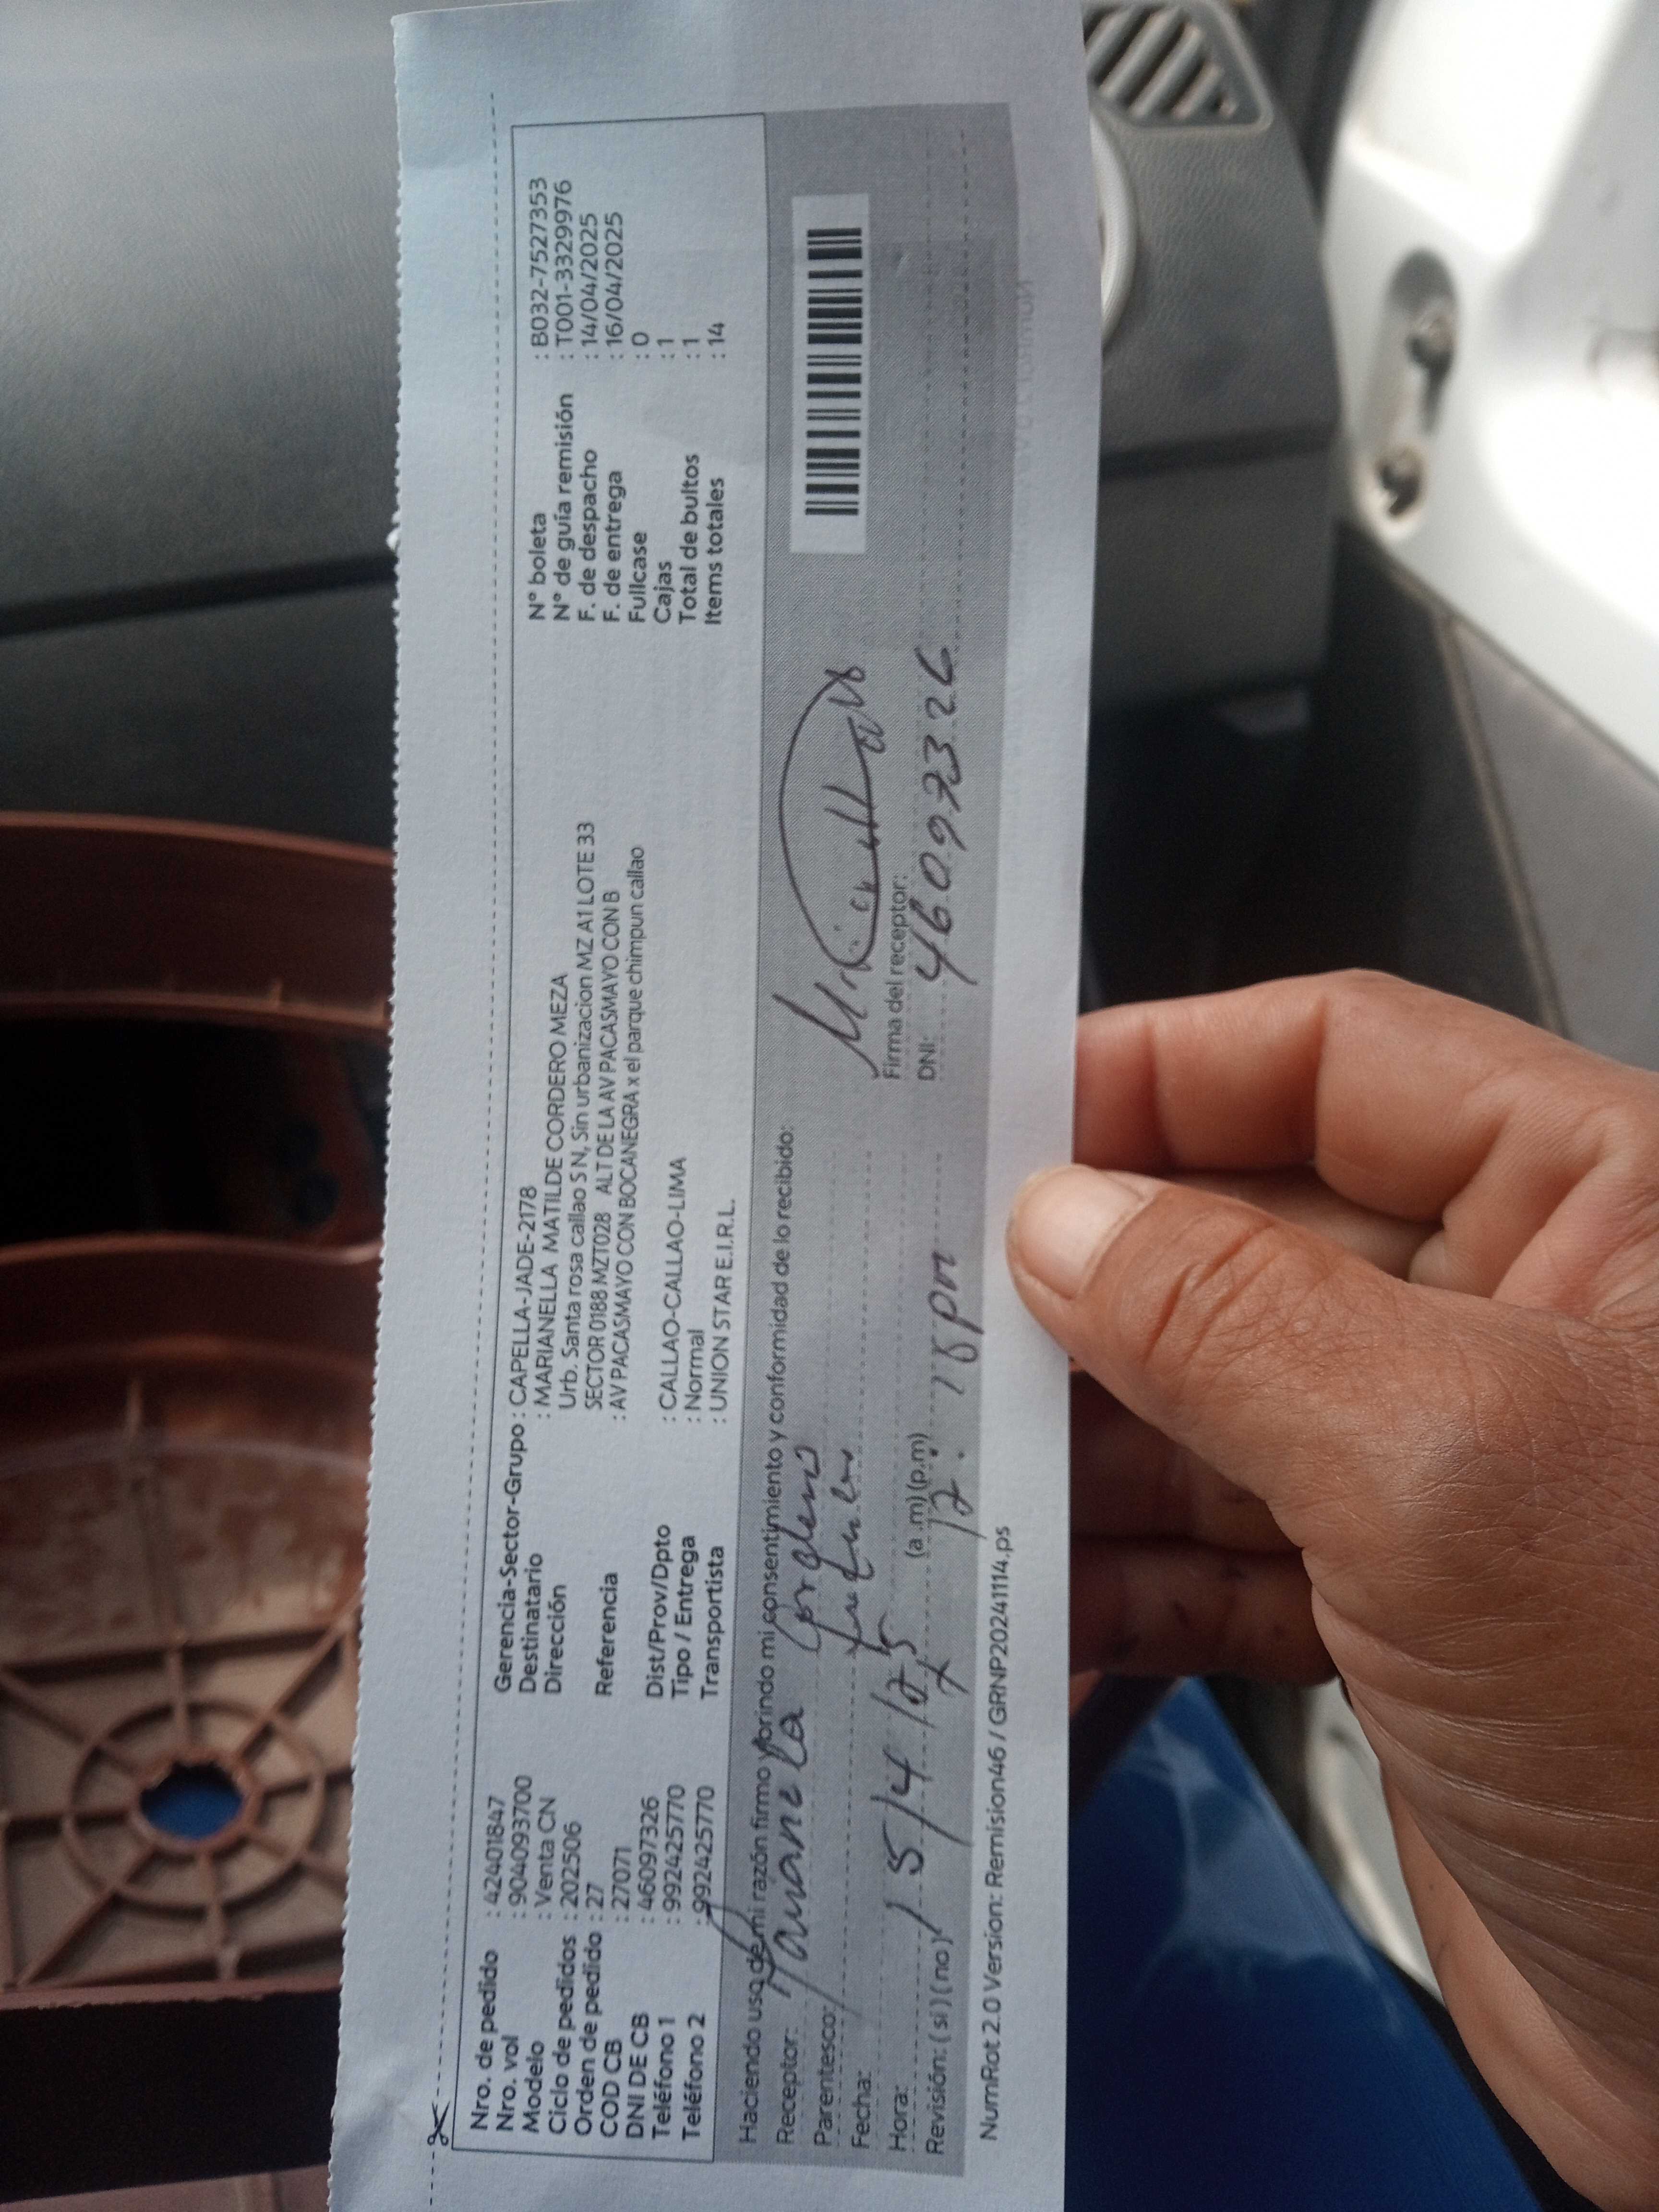 Nro. de pedido : 42401847
Nro. vol : 9040093700
Modelo : Venta CN
Ciclo de pedidos : 202506
Orden de pedido : 27
COD CB : 27071
DNI DE CB : 46097326
Teléfono 1 : 992425770
Teléfono 2 : 992425770
Gerencia-Sector-Grupo : CAPELLA-JADE-2178
Destinatario : MARIANELLA MATILDE CORDERO MEZA
Dirección Urb. Santa rosa callao S N, Sin urbanizacion MZ A1 LOTE 33
SECTOR 0188 MZT028 ALT DE LA AV PACASMAYO CON B
Referencia : AV PACASMAYO CON BOCANEGRA x el parque chimpun callao
Dist/Prov/Dpto : CALLAO-CALLAO-LIMA
Tipo / Entrega : Normal
Transportista : UNION STAR E.I.R.L.
N° boleta : B032-7527353
N° de guía remisión : T001-3329976
F. de despacho : 14/04/2025
F. de entrega : 16/04/2025
Fullcase : 0
Cajas : 1
Total de bultos : 1
Items totales : 14
Haciendo uso de mi razón firmo y brindo mi consentimiento y conformidad de lo recibido:
Receptor:
Parentesco:
Fecha: 15/4/25
Hora: (a .m) (p.m)
Revisión: ( si ) ( no )
Firma del receptor:
DNI: 46097326
NumRot 2.0 Version: Remision46 / GRNP20241114.ps